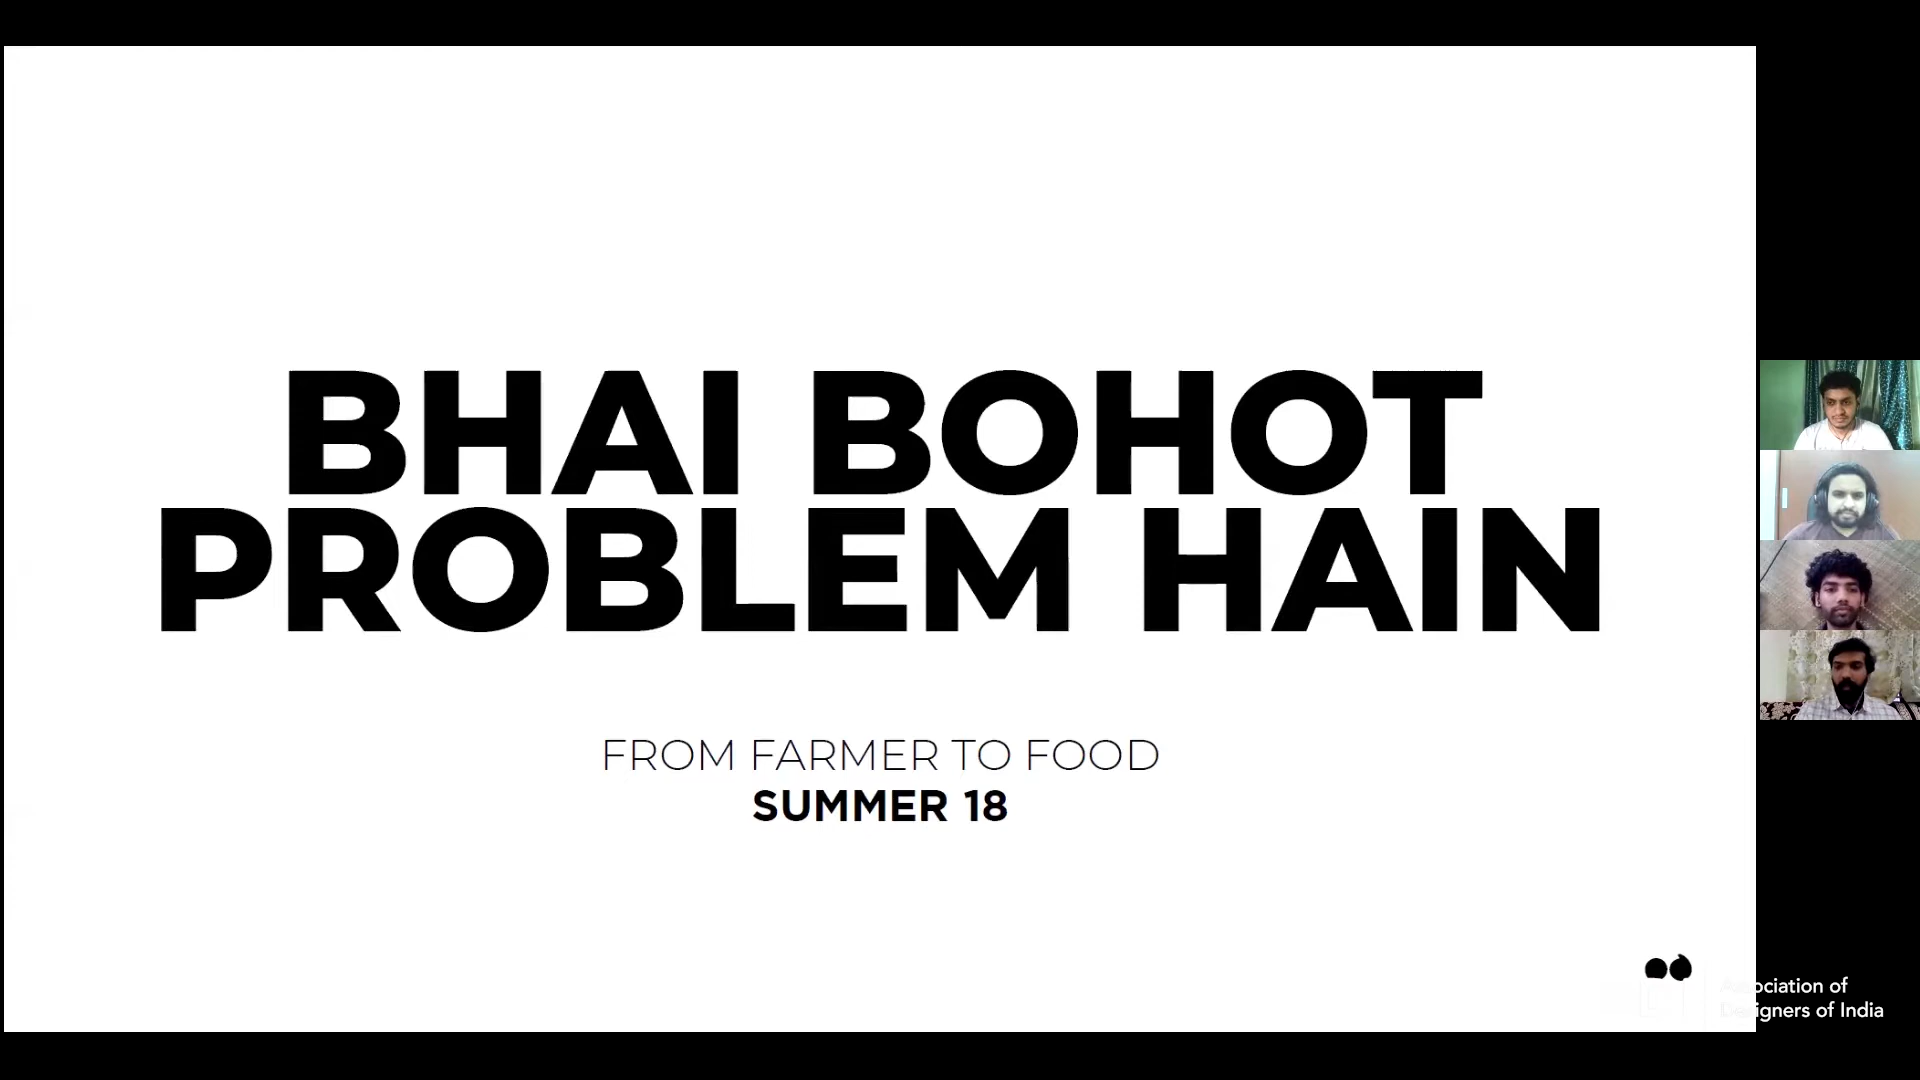 BHAI BOHOT
PROBLEM HAIN
FROM FARMER TO FOOD
SUMMER 18
Association of
Designers of India